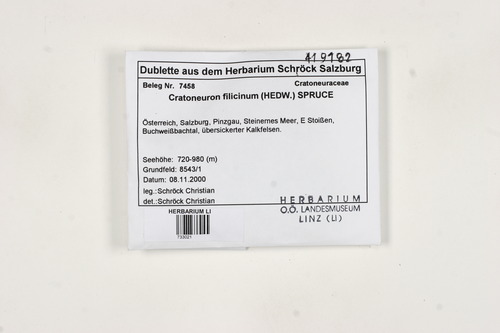 419182
Dublette aus dem Herbarium Schröck Salzburg
Beleg Nr. 7458 Cratoneuraceae
Cratoneuron filicinum (HEDW.) SPRUCE
Österreich, Salzburg, Pinzgau, Steinernes Meer, E Stoißen,
Buchweißbachtal, übersickerter Kalkfelsen.
Seehöhe: 720-980 (m)
Grundfeld: 8543/1
Datum: 08.11.2000
leg.:Schröck Christian
det.:Schröck Christian
HERBARIUM
O.Ö. LANDESMUSEUM
LINZ (LI)
HERBARIUM LI
733021